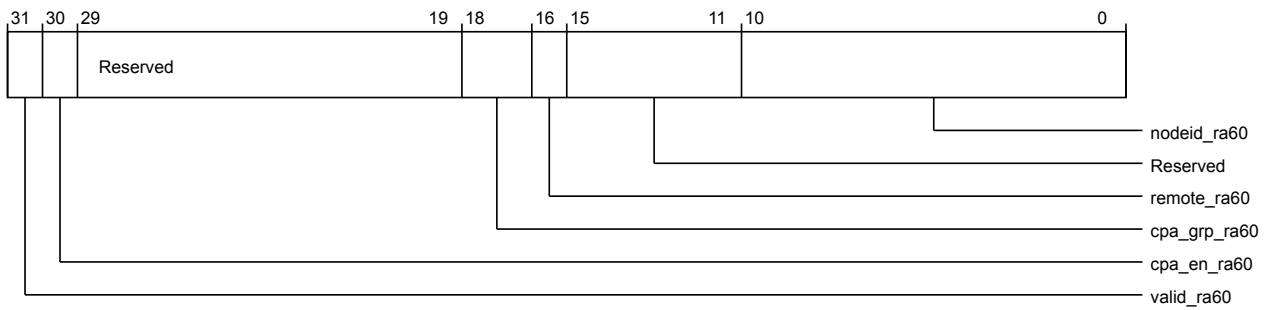 31 30 29 19 18 16 15 11 10 0
Reserved
nodeid_ra60
Reserved
remote_ra60
cpa_grp_ra60
cpa_en_ra60
valid_ra60